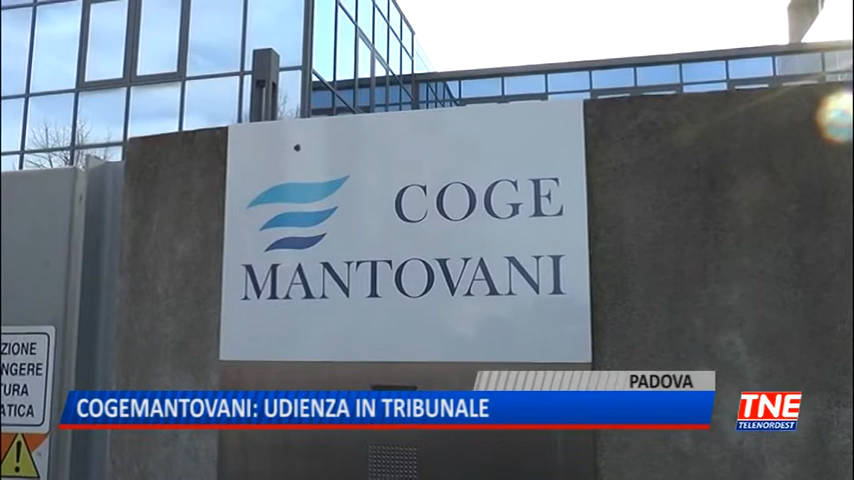 COGE
MANTOVANI
ZIONE
NGERE
TURA
ATICA
PADOVA
COGEMANTOVANI: UDIENZA IN TRIBUNALE
TNE
TELENORDEST